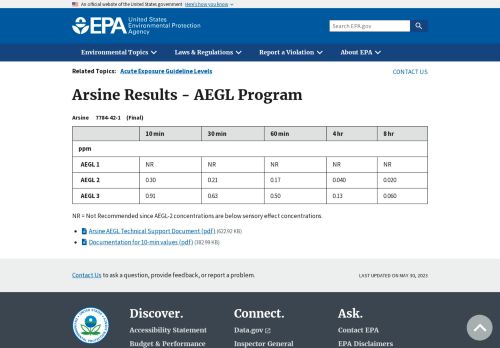 An official website of the United States government Here's how you know
EPA United States Environmental Protection Agency
Search EPA.gov
Environmental Topics Laws & Regulations Report a Violation About EPA
Related Topics: Acute Exposure Guideline Levels CONTACT US
Arsine Results - AEGL Program
Arsine 7784-42-1 (Final)
10 min 30 min 60 min 4 hr 8 hr
ppm
AEGL 1 NR NR NR NR NR
AEGL 2 0.30 0.21 0.17 0.040 0.020
AEGL 3 0.91 0.63 0.50 0.13 0.060
NR = Not Recommended since AEGL-2 concentrations are below sensory effect concentrations.
Arsine AEGL Technical Support Document (pdf) (622.92 KB)
Documentation for 10-min values (pdf) (382.99 KB)
Contact Us to ask a question, provide feedback, or report a problem. LAST UPDATED ON MAY 30, 2023
Discover. Connect. Ask.
Accessibility Statement Data.gov Contact EPA
Budget & Performance Inspector General EPA Disclaimers